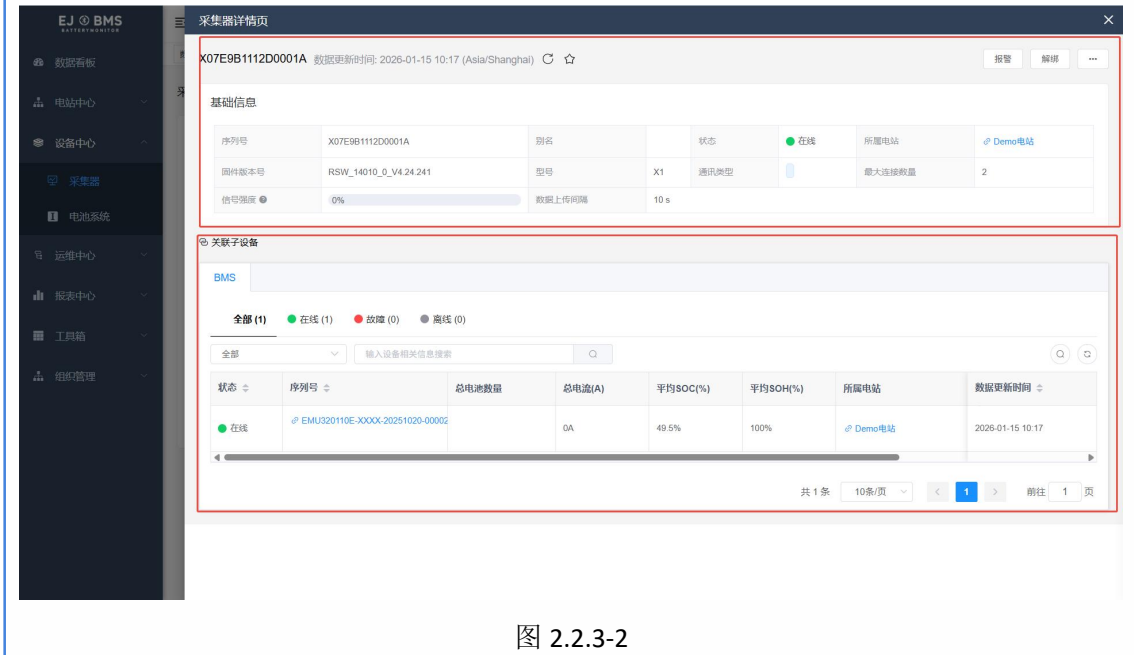 EJ BMS
BATTERYMONITOR
采集器详情页
数据看板
电站中心
设备中心
采集器
电池系统
运维中心
报表中心
工具箱
组织管理
X07E9B1112D0001A 数据更新时间: 2026-01-15 10:17 (Asia/Shanghai)
报警 解绑 ...
基础信息
序列号 X07E9B1112D0001A 别名 状态 在线 所属电站 Demo电站
固件版本号 RSW_14010_0_V4.24.241 型号 X1 通讯类型 最大连接数量 2
信号强度 0% 数据上传间隔 10 s
关联子设备
BMS
全部 (1) 在线 (1) 故障 (0) 离线 (0)
全部 输入设备相关信息搜索
状态 序列号 总电池数量 总电流(A) 平均SOC(%) 平均SOH(%) 所属电站 数据更新时间
在线 EMU320110E-XXXX-20251020-00002 0A 49.5% 100% Demo电站 2026-01-15 10:17
共 1 条 10条/页 1 前往 1 页
图 2.2.3-2